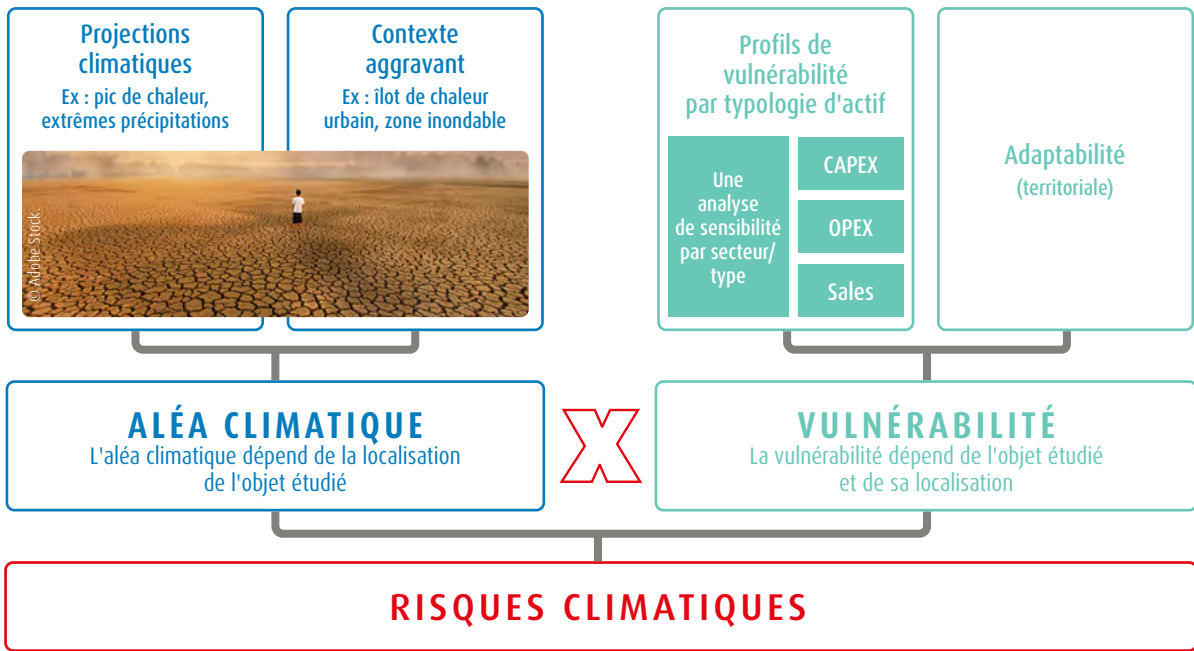 Projections
climatiques
Ex : pic de chaleur,
extrêmes précipitations
Contexte
aggravant
Ex : îlot de chaleur
urbain, zone inondable
© Adobe Stock.
Profils de
vulnérabilité
par typologie d'actif
Une
analyse
de sensibilité
par secteur/
type
CAPEX
OPEX
Sales
Adaptabilité
(territoriale)
ALÉA CLIMATIQUE
L'aléa climatique dépend de la localisation
de l'objet étudié
X
VULNÉRABILITÉ
La vulnérabilité dépend de l'objet étudié
et de sa localisation
RISQUES CLIMATIQUES